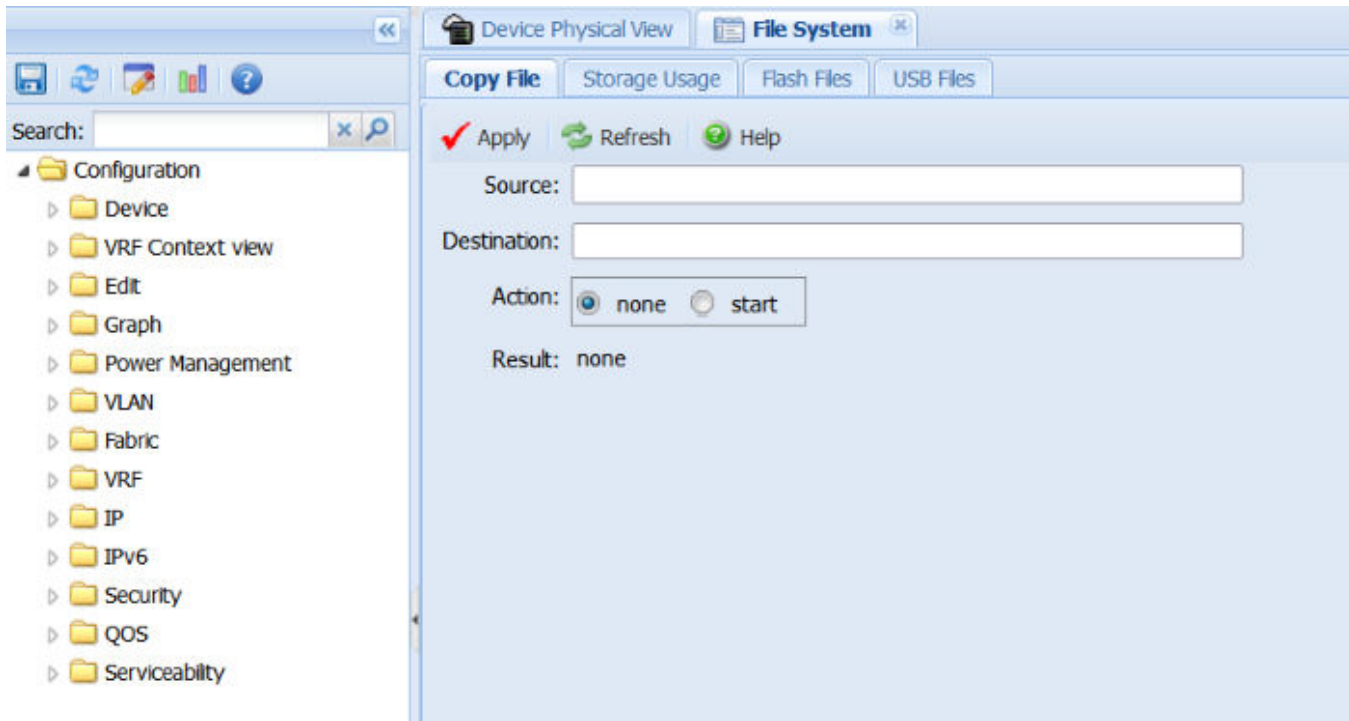 Device Physical View File System
Copy File Storage Usage Flash Files USB Files
Search:
Apply Refresh Help
Configuration
Device
VRF Context view
Edit
Graph
Power Management
VLAN
Fabric
VRF
IP
IPv6
Security
QOS
Serviceability
Source:
Destination:
Action: none start
Result: none